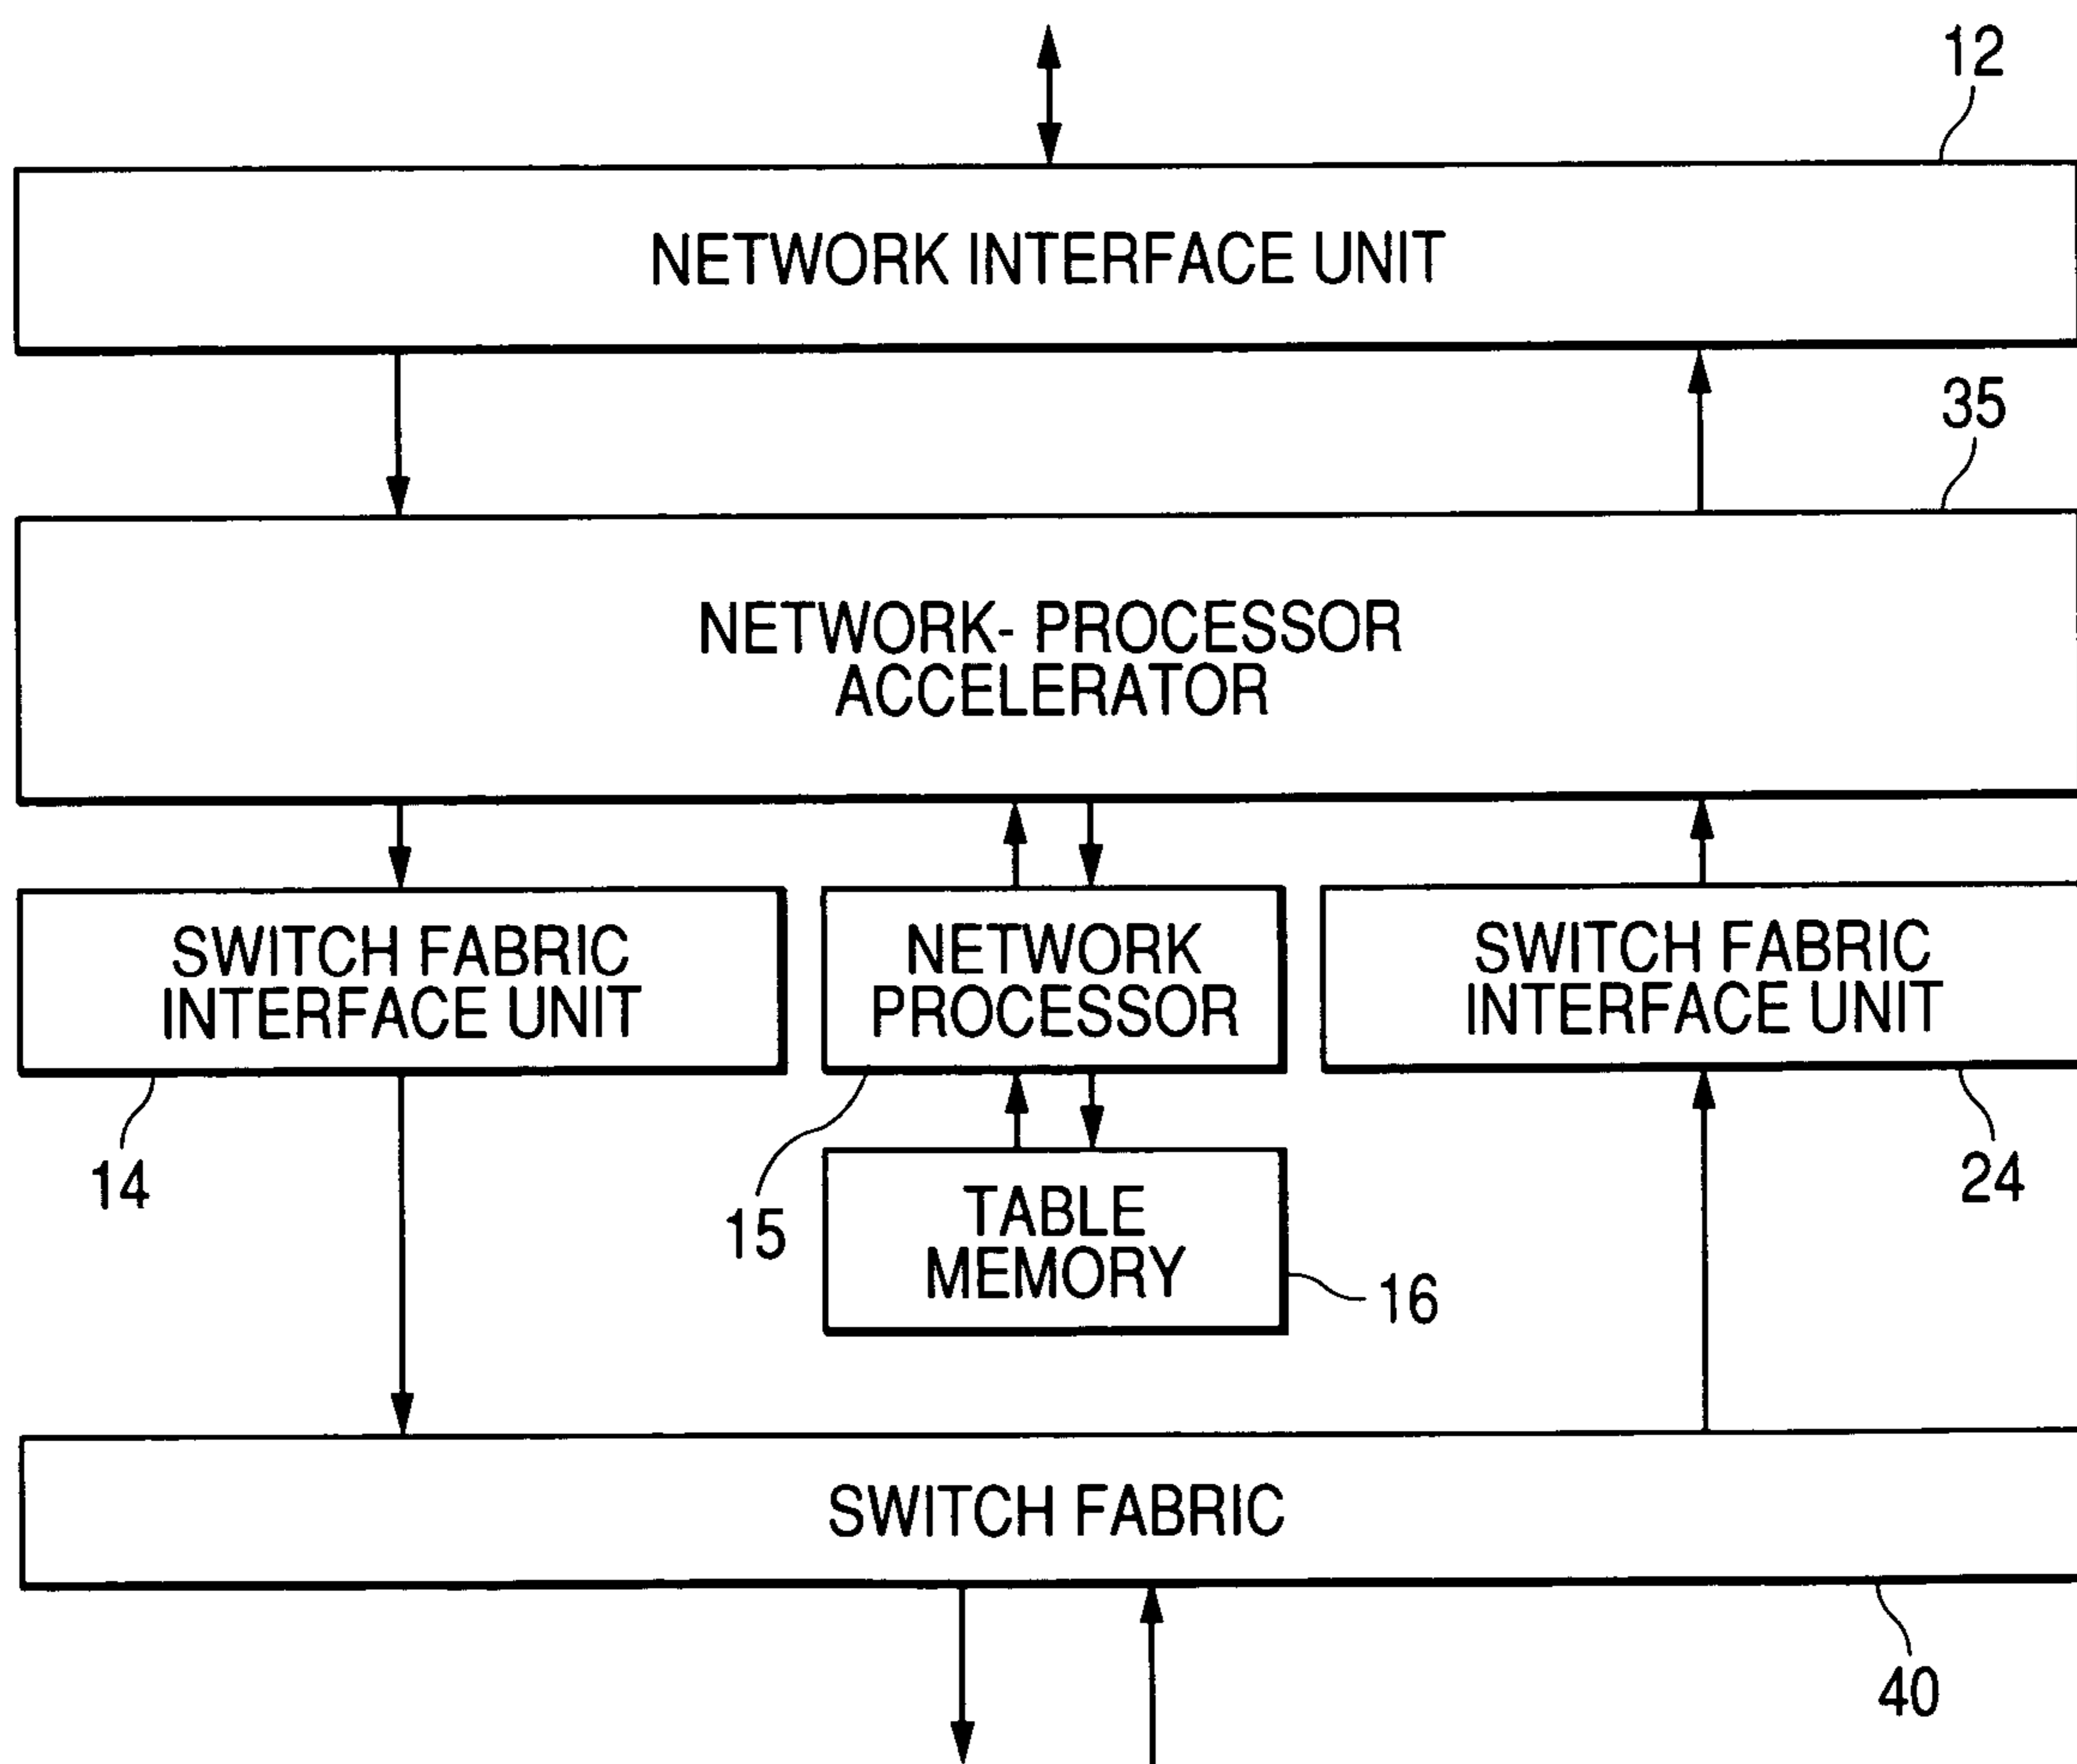 12
NETWORK INTERFACE UNIT
35
NETWORK- PROCESSOR
ACCELERATOR
SWITCH FABRIC
INTERFACE UNIT
NETWORK
PROCESSOR
SWITCH FABRIC
INTERFACE UNIT
14
15
24
TABLE
MEMORY
16
SWITCH FABRIC
40